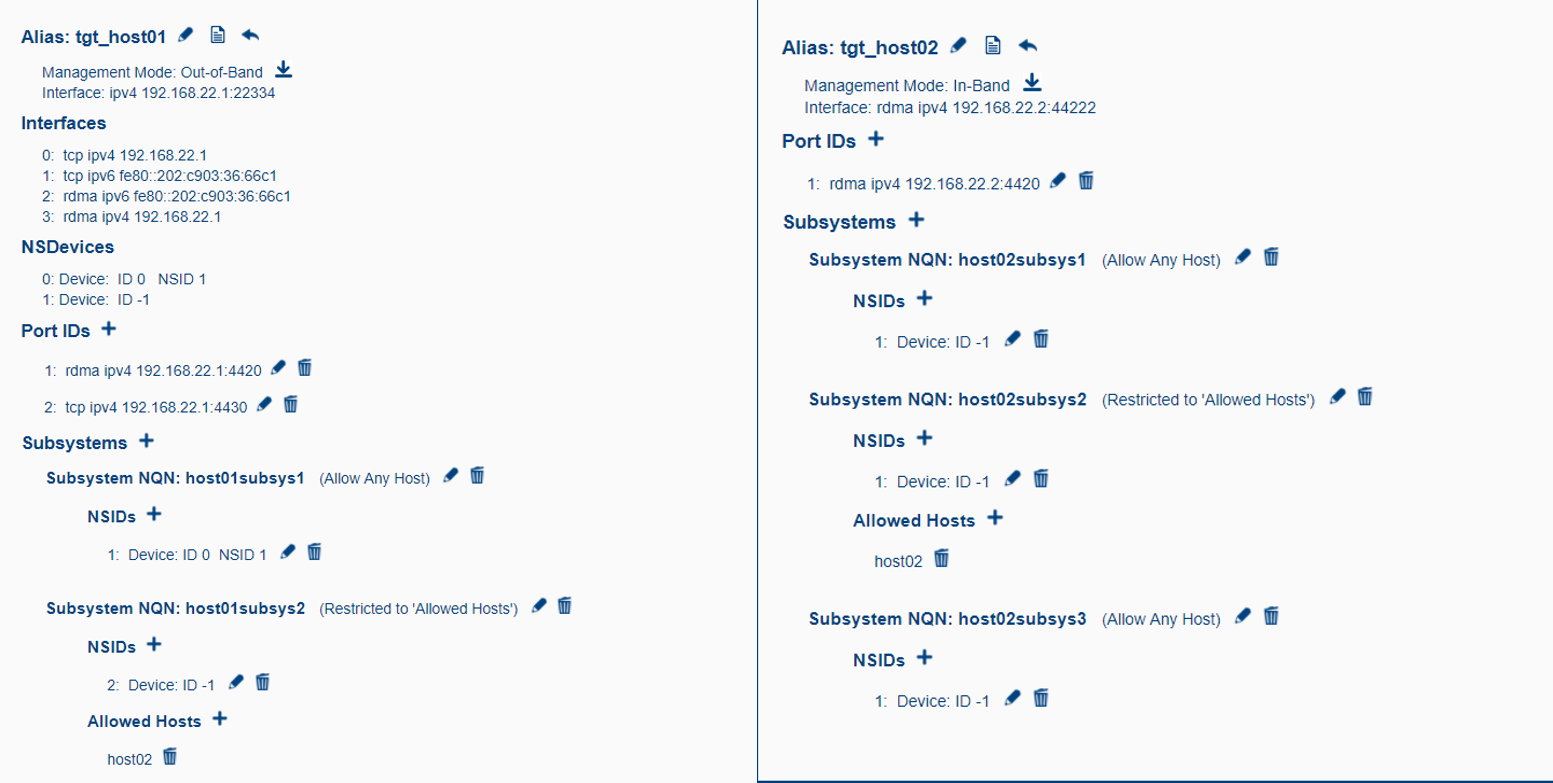 Alias: tgt_host01
Management Mode: Out-of-Band
Interface: ipv4 192.168.22.1:22334
Interfaces
0: tcp ipv4 192.168.22.1
1: tcp ipv6 fe80::202:c903:36:66c1
2: rdma ipv6 fe80::202:c903:36:66c1
3: rdma ipv4 192.168.22.1
NSDevices
0: Device: ID 0 NSID 1
1: Device: ID -1
Port IDs
1: rdma ipv4 192.168.22.1:4420
2: tcp ipv4 192.168.22.1:4430
Subsystems
Subsystem NQN: host01subsys1 (Allow Any Host)
NSIDs
1: Device: ID 0 NSID 1
Subsystem NQN: host01subsys2 (Restricted to 'Allowed Hosts')
NSIDs
2: Device: ID -1
Allowed Hosts
host02
Alias: tgt_host02
Management Mode: In-Band
Interface: rdma ipv4 192.168.22.2:44222
Port IDs
1: rdma ipv4 192.168.22.2:4420
Subsystems
Subsystem NQN: host02subsys1 (Allow Any Host)
NSIDs
1: Device: ID -1
Subsystem NQN: host02subsys2 (Restricted to 'Allowed Hosts')
NSIDs
1: Device: ID -1
Allowed Hosts
host02
Subsystem NQN: host02subsys3 (Allow Any Host)
NSIDs
1: Device: ID -1